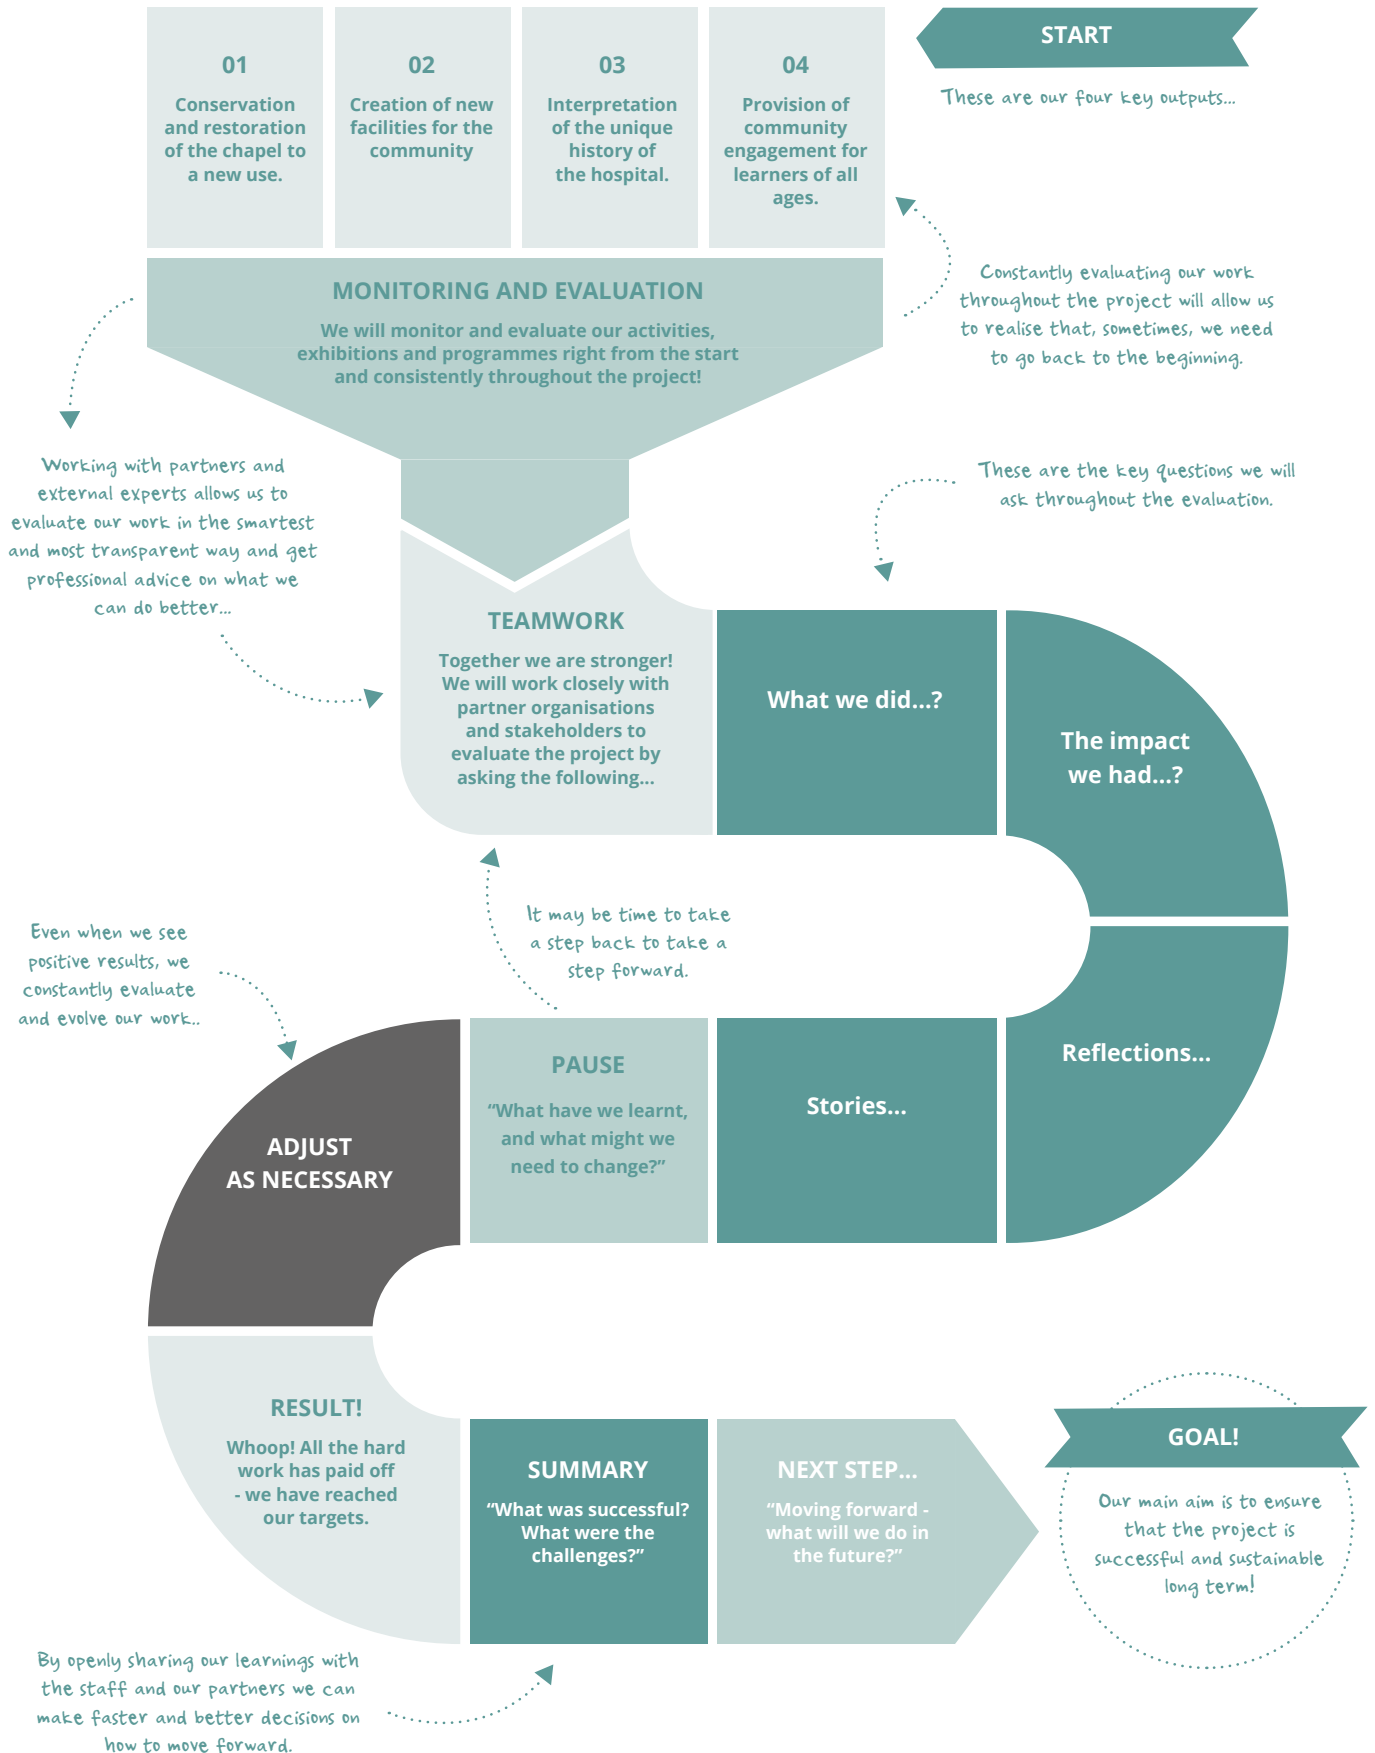 START
These are our four key outputs...
01
Conservation
and restoration
of the chapel to
a new use.
02
Creation of new
facilities for the
community
03
Interpretation
of the unique
history of
the hospital.
04
Provision of
community
engagement for
learners of all
ages.
MONITORING AND EVALUATION
We will monitor and evaluate our activities,
exhibitions and programmes right from the start
and consistently throughout the project!
Constantly evaluating our work
throughout the project will allow us
to realise that, sometimes, we need
to go back to the beginning.
Working with partners and
external experts allows us to
evaluate our work in the smartest
and most transparent way and get
professional advice on what we
can do better...
These are the key questions we will
ask throughout the evaluation.
TEAMWORK
Together we are stronger!
We will work closely with
partner organisations
and stakeholders to
evaluate the project by
asking the following...
What we did...?
The impact
we had...?
Reflections...
Stories...
It may be time to take
a step back to take a
step forward.
PAUSE
“What have we learnt,
and what might we
need to change?”
Even when we see
positive results, we
constantly evaluate
and evolve our work..
ADJUST
AS NECESSARY
RESULT!
Whoop! All the hard
work has paid off
- we have reached
our targets.
SUMMARY
“What was successful?
What were the
challenges?”
NEXT STEP...
“Moving forward -
what will we do in
the future?”
GOAL!
Our main aim is to ensure
that the project is
successful and sustainable
long term!
By openly sharing our learnings with
the staff and our partners we can
make faster and better decisions on
how to move forward.